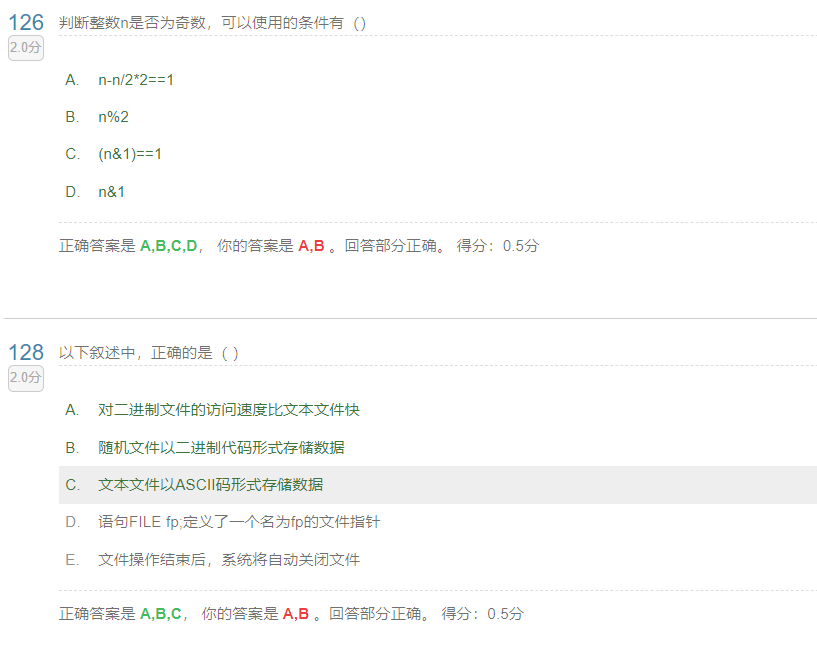 126 判断整数n是否为奇数，可以使用的条件有（）
2.0分
A. n-n/2*2==1
B. n%2
C. (n&1)==1
D. n&1
正确答案是 A,B,C,D， 你的答案是 A,B 。回答部分正确。 得分：0.5分
128 以下叙述中，正确的是（ ）
2.0分
A. 对二进制文件的访问速度比文本文件快
B. 随机文件以二进制代码形式存储数据
C. 文本文件以ASCII码形式存储数据
D. 语句FILE fp;定义了一个名为fp的文件指针
E. 文件操作结束后，系统将自动关闭文件
正确答案是 A,B,C， 你的答案是 A,B 。回答部分正确。 得分：0.5分